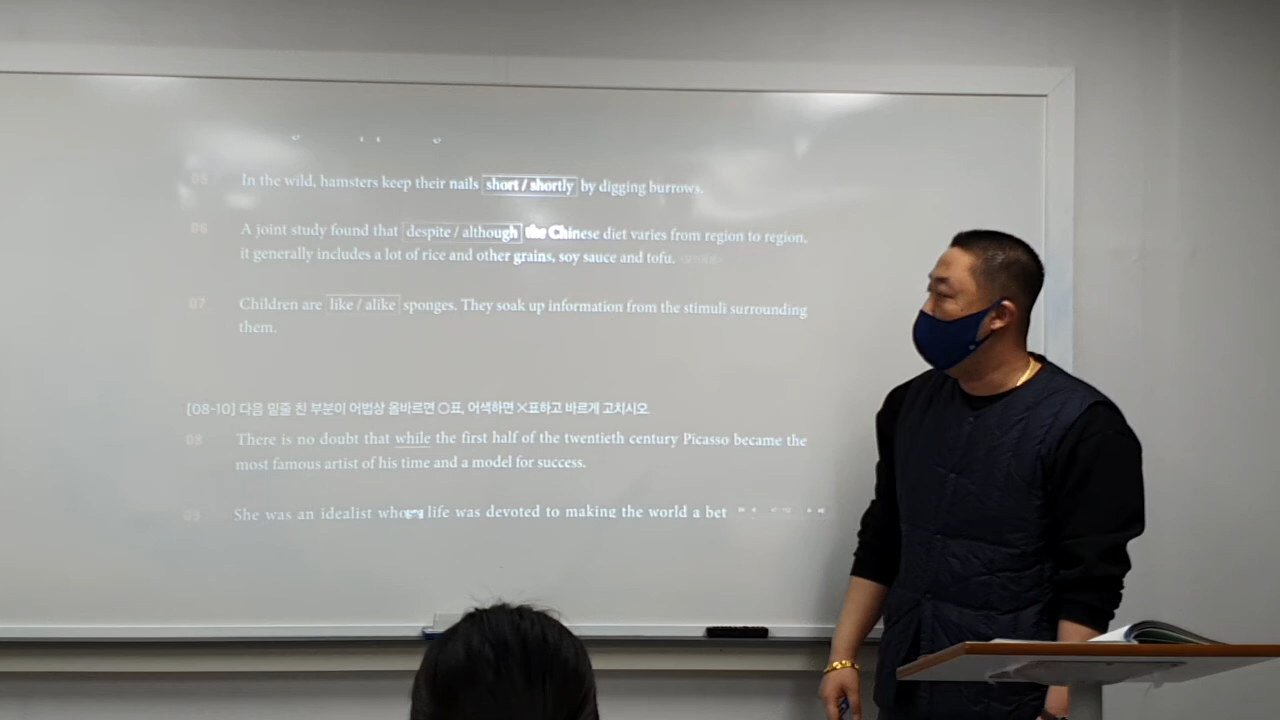 05 In the wild, hamsters keep their nails short / shortly by digging burrows.
06 A joint study found that despite / although the Chinese diet varies from region to region,
it generally includes a lot of rice and other grains, soy sauce and tofu.
07 Children are like / alike sponges. They soak up information from the stimuli surrounding
them.
[08-10] 다음 밑줄 친 부분이 어법상 올바르면 ○표, 어색하면 ×표하고 바르게 고치시오.
08 There is no doubt that while the first half of the twentieth century Picasso became the
most famous artist of his time and a model for success.
09 She was an idealist whose life was devoted to making the world a bet